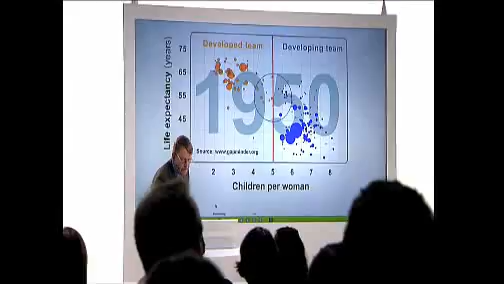 Developed team
Developing team
1950
Life expectancy (years)
75
65
55
45
Source: www.gapminder.org
2 3 4 5 6 7 8
Children per woman